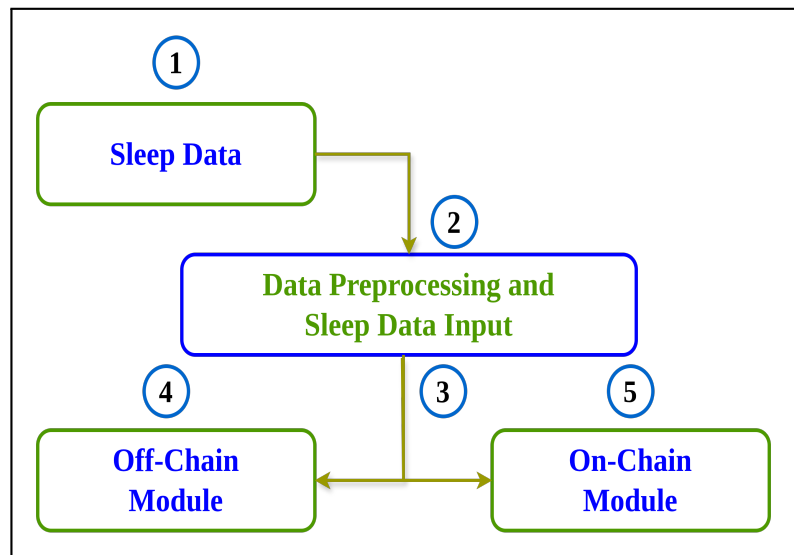 1
Sleep Data
2
Data Preprocessing and
Sleep Data Input
3
4
Off-Chain
Module
5
On-Chain
Module